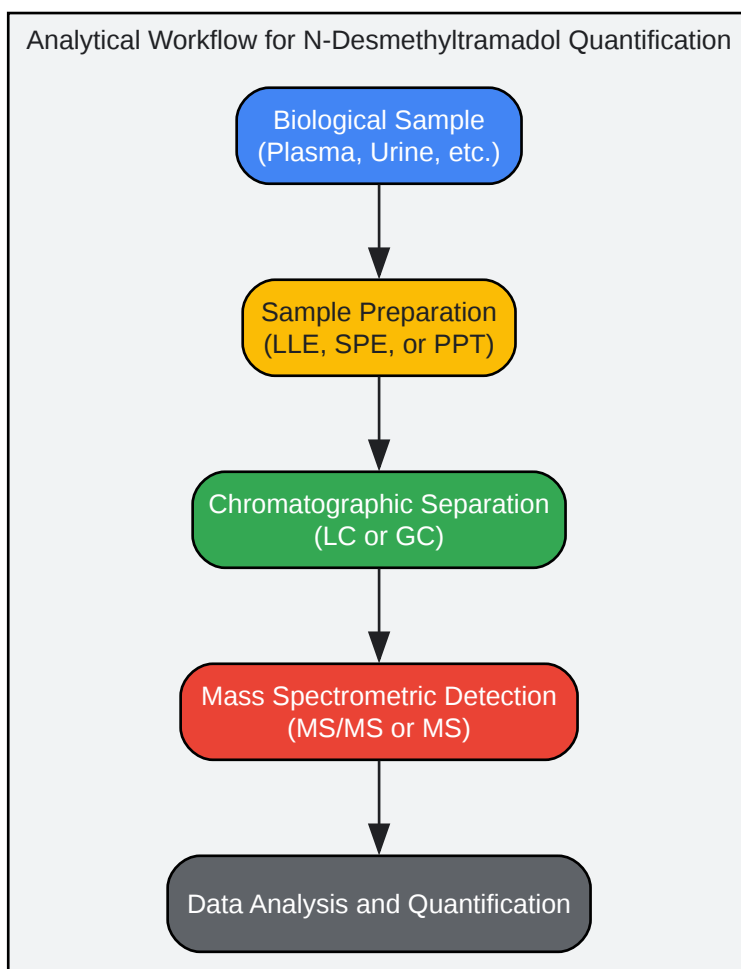 Analytical Workflow for N-Desmethyltramadol Quantification
Biological Sample
(Plasma, Urine, etc.)
Sample Preparation
(LLE, SPE, or PPT)
Chromatographic Separation
(LC or GC)
Mass Spectrometric Detection
(MS/MS or MS)
Data Analysis and Quantification